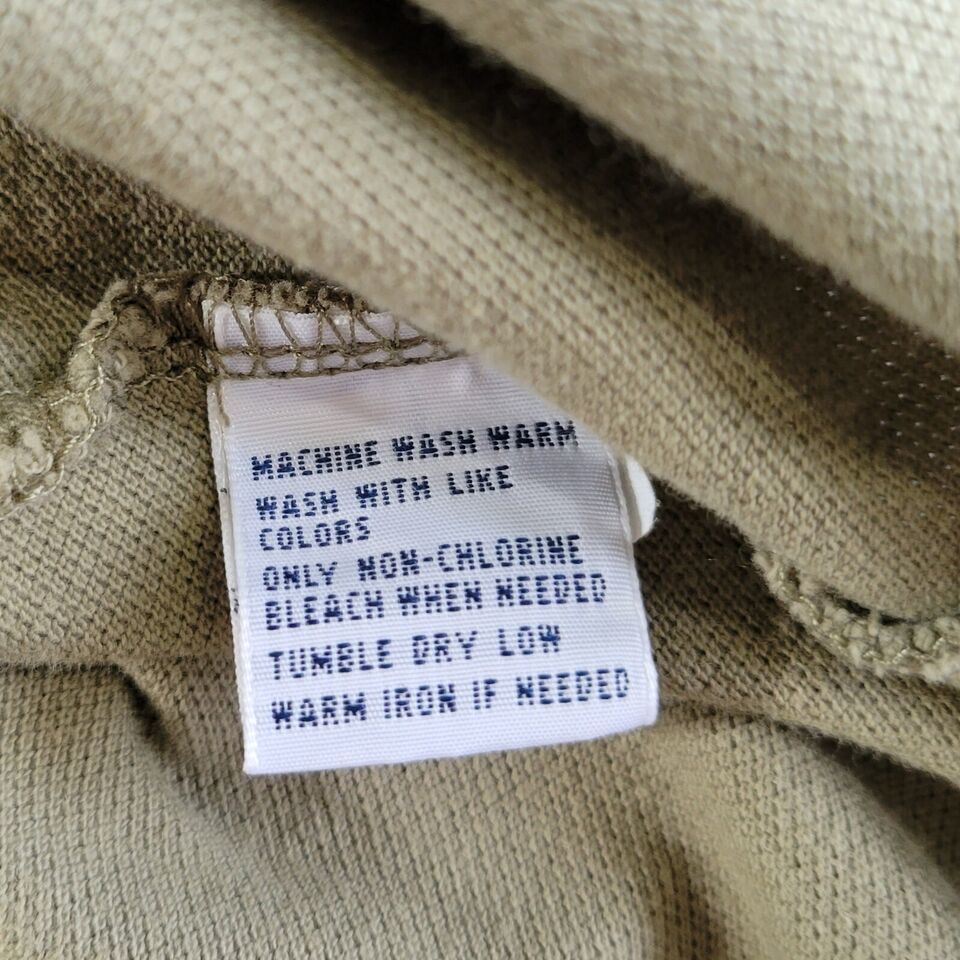 MACHINE WASH WARM
WASH WITH LIKE
COLORS
ONLY NON-CHLORINE
BLEACH WHEN NEEDED
TUMBLE DRY LOW
WARM IRON IF NEEDED